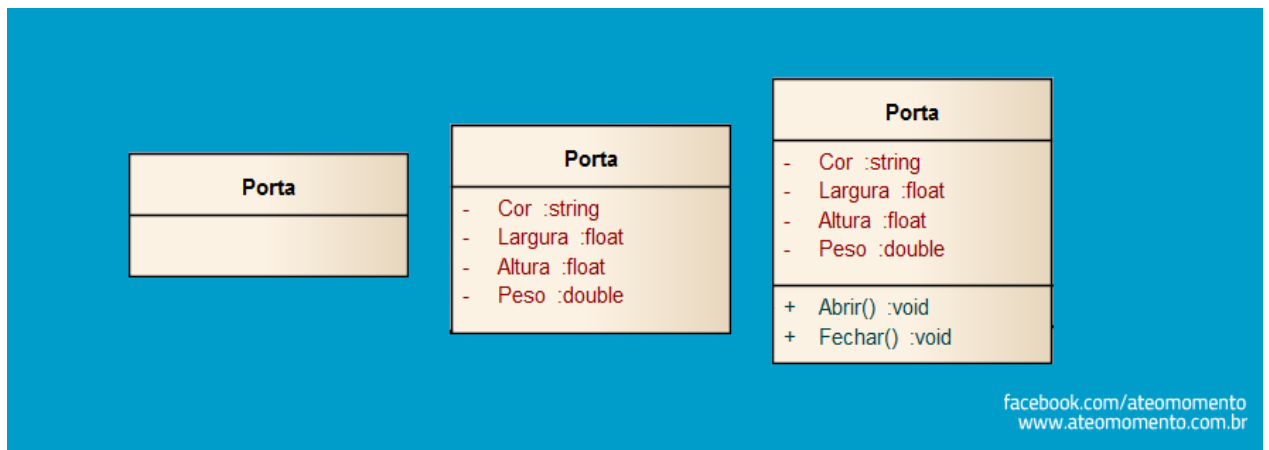 Porta
Porta
- Cor :string
- Largura :float
- Altura :float
- Peso :double
Porta
- Cor :string
- Largura :float
- Altura :float
- Peso :double
+ Abrir() :void
+ Fechar() :void
facebook.com/ateomomento
www.ateomomento.com.br